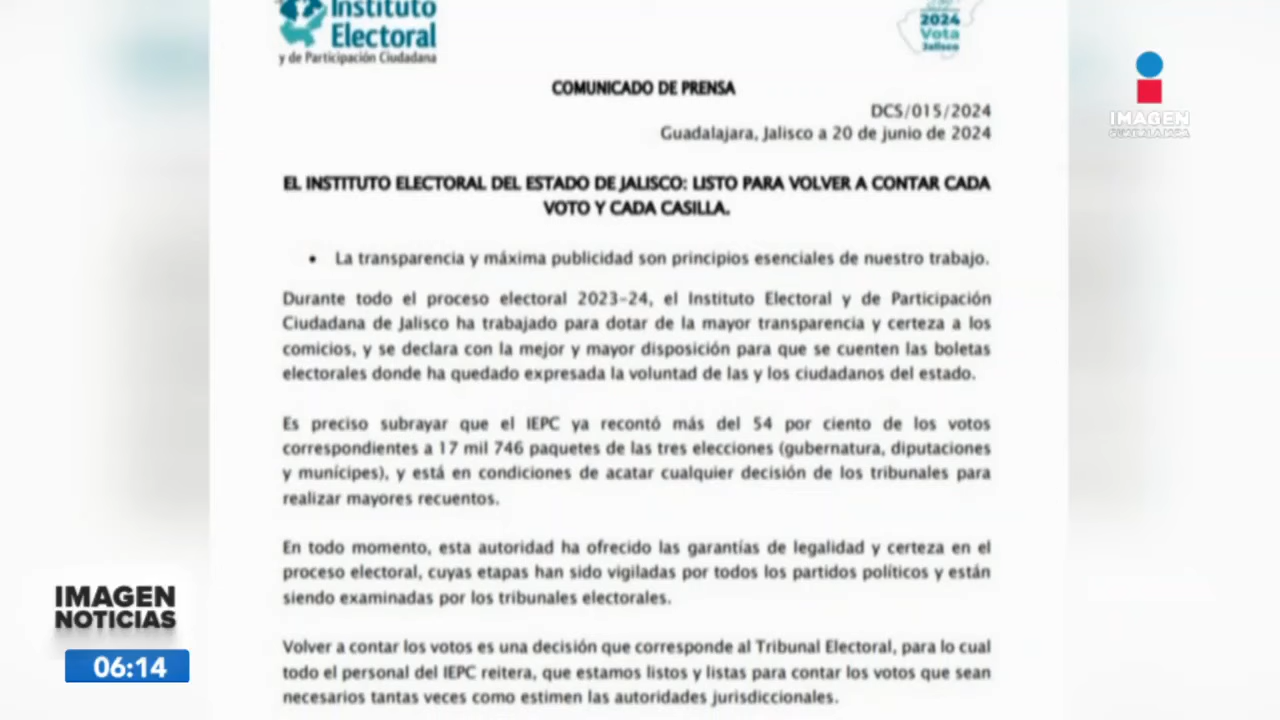 Instituto
Electoral
y de Participación Ciudadana
2024
Vota
Jalisco
COMUNICADO DE PRENSA
DCS/015/2024
Guadalajara, Jalisco a 20 de junio de 2024
EL INSTITUTO ELECTORAL DEL ESTADO DE JALISCO: LISTO PARA VOLVER A CONTAR CADA
VOTO Y CADA CASILLA.
• La transparencia y máxima publicidad son principios esenciales de nuestro trabajo.
Durante todo el proceso electoral 2023-24, el Instituto Electoral y de Participación
Ciudadana de Jalisco ha trabajado para dotar de la mayor transparencia y certeza a los
comicios, y se declara con la mejor y mayor disposición para que se cuenten las boletas
electorales donde ha quedado expresada la voluntad de las y los ciudadanos del estado.
Es preciso subrayar que el IEPC ya recontó más del 54 por ciento de los votos
correspondientes a 17 mil 746 paquetes de las tres elecciones (gubernatura, diputaciones
y munícipes), y está en condiciones de acatar cualquier decisión de los tribunales para
realizar mayores recuentos.
En todo momento, esta autoridad ha ofrecido las garantías de legalidad y certeza en el
proceso electoral, cuyas etapas han sido vigiladas por todos los partidos políticos y están
siendo examinadas por los tribunales electorales.
Volver a contar los votos es una decisión que corresponde al Tribunal Electoral, para lo cual
todo el personal del IEPC reitera, que estamos listos y listas para contar los votos que sean
necesarios tantas veces como estimen las autoridades jurisdiccionales.
IMAGEN
IMAGEN
NOTICIAS
06:14